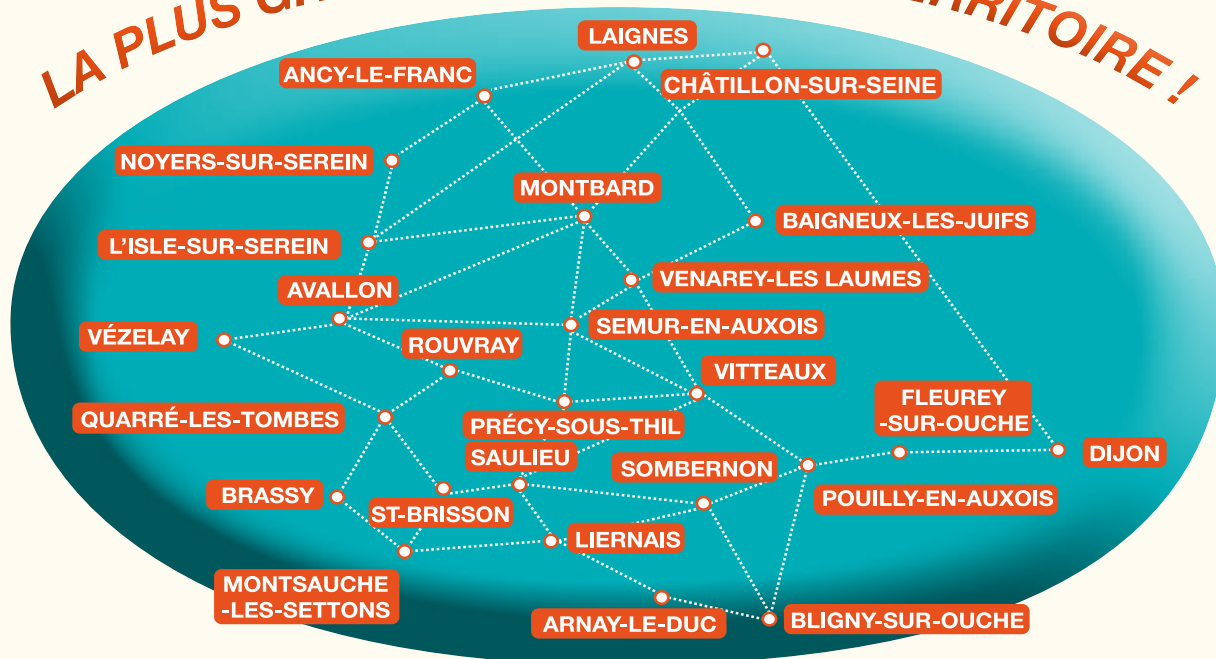 LA PLUS
TERRITOIRE !
LAIGNES
ANCY-LE-FRANC
CHÂTILLON-SUR-SEINE
NOYERS-SUR-SEREIN
MONTBARD
BAIGNEUX-LES-JUIFS
L'ISLE-SUR-SEREIN
VENAREY-LES LAUMES
AVALLON
SEMUR-EN-AUXOIS
VÉZELAY
ROUVRAY
VITTEAUX
FLEUREY
-SUR-OUCHE
QUARRÉ-LES-TOMBES
PRÉCY-SOUS-THIL
DIJON
SAULIEU
SOMBERNON
BRASSY
POUILLY-EN-AUXOIS
ST-BRISSON
LIERNAIS
MONTSAUCHE
-LES-SETTONS
ARNAY-LE-DUC
BLIGNY-SUR-OUCHE